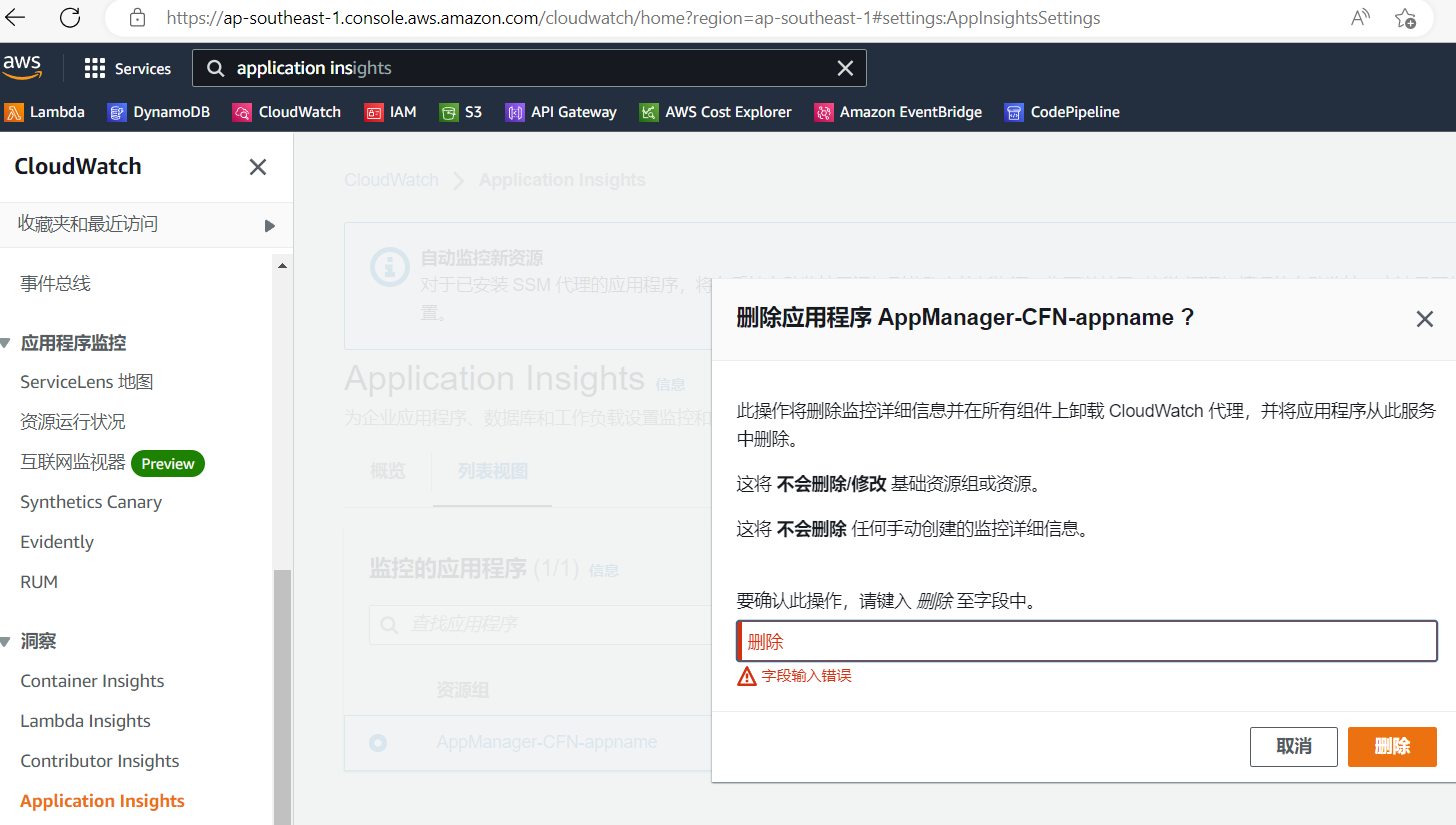 https://ap-southeast-1.console.aws.amazon.com/cloudwatch/home?region=ap-southeast-1#settings:AppInsightsSettings
aws
Services
application insights
Lambda
DynamoDB
CloudWatch
IAM
S3
API Gateway
AWS Cost Explorer
Amazon EventBridge
CodePipeline
CloudWatch
收藏夹和最近访问
事件总线
应用程序监控
ServiceLens 地图
资源运行状况
互联网监视器 Preview
Synthetics Canary
Evidently
RUM
洞察
Container Insights
Lambda Insights
Contributor Insights
Application Insights
CloudWatch
Application Insights
自动监控新资源
对于已安装 SSM 代理的应用程序，将
置。
Application Insights 信息
为企业应用程序、数据库和工作负载设置监控和
概览
列表视图
监控的应用程序 (1/1) 信息
查找应用程序
资源组
AppManager-CFN-appname
删除应用程序 AppManager-CFN-appname？
此操作将删除监控详细信息并在所有组件上卸载 CloudWatch 代理，并将应用程序从此服务
中删除。
这将 不会删除/修改 基础资源组或资源。
这将 不会删除 任何手动创建的监控详细信息。
要确认此操作，请键入 删除 至字段中。
删除
字段输入错误
取消
删除